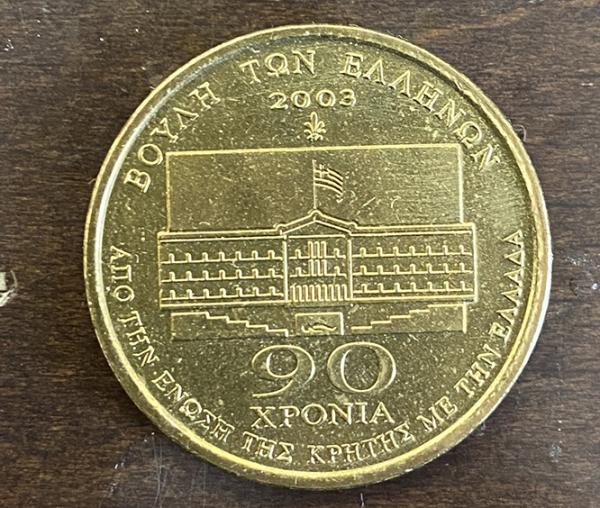 ΒΟΥΛΗ ΤΩΝ ΕΛΛΗΝΩΝ
2003
90
ΧΡΟΝΙΑ
ΑΠΟ ΤΗΝ ΕΝΩΣΗ ΤΗΣ ΚΡΗΤΗΣ ΜΕ ΤΗΝ ΕΛΛΑΔΑ